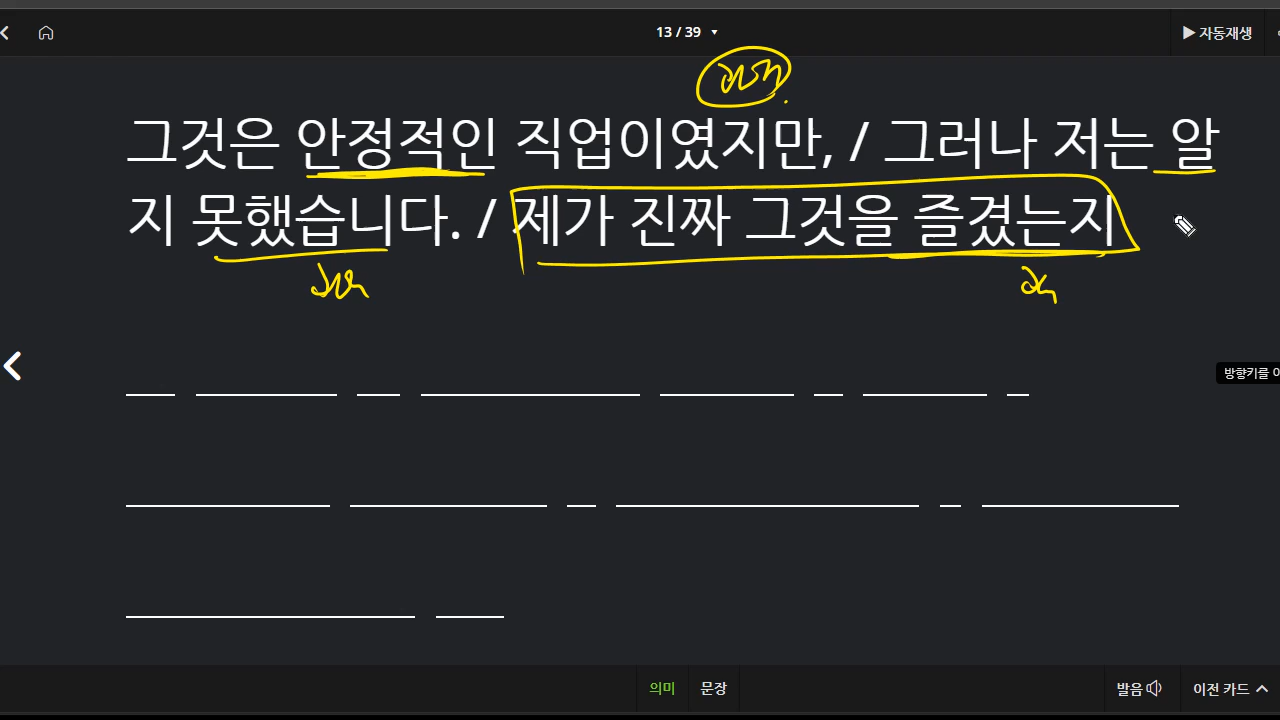 13 / 39
자동재생
그것은 안정적인 직업이였지만, / 그러나 저는 알
지 못했습니다. / 제가 진짜 그것을 즐겼는지
방향키를 이
의미
문장
발음
이전 카드